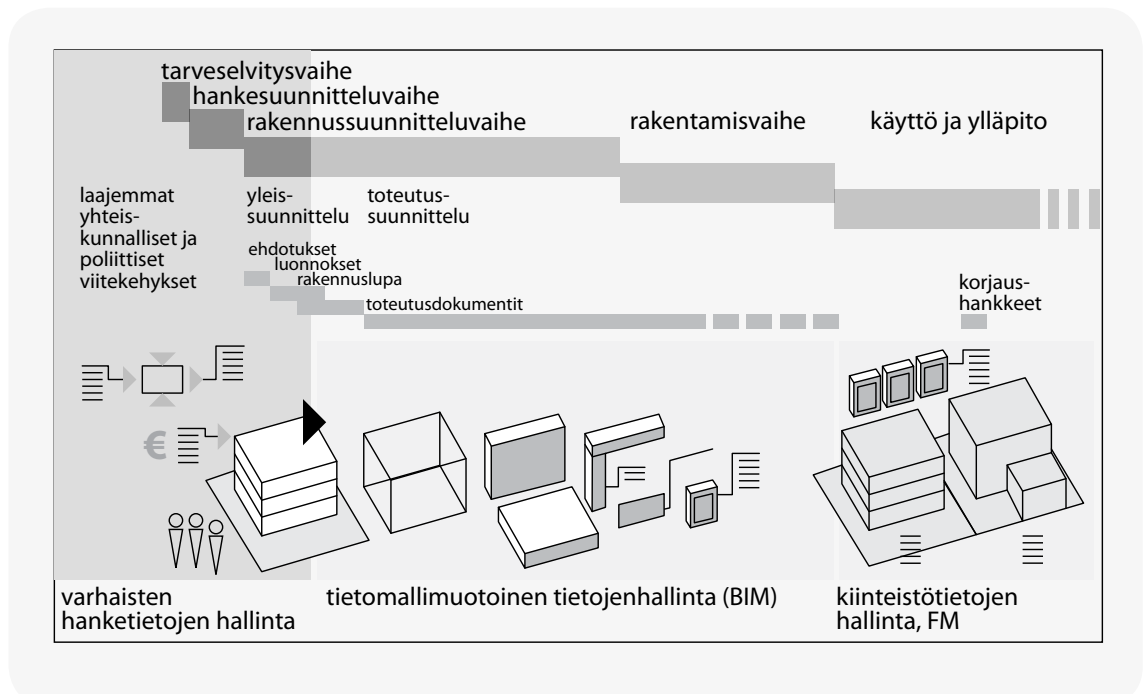 tarveselvitysvaihe
hankesuunnitteluvaihe
rakennussuunnitteluvaihe
rakentamisvaihe
käyttö ja ylläpito
laajemmat
yhteis-
kunnalliset ja
poliittiset
viitekehykset
yleis-
suunnittelu
toteutus-
suunnittelu
ehdotukset
luonnokset
rakennuslupa
toteutusdokumentit
korjaus-
hankkeet
€
varhaisten
hanketietojen hallinta
tietomallimuotoinen tietojenhallinta (BIM)
kiinteistötietojen
hallinta, FM